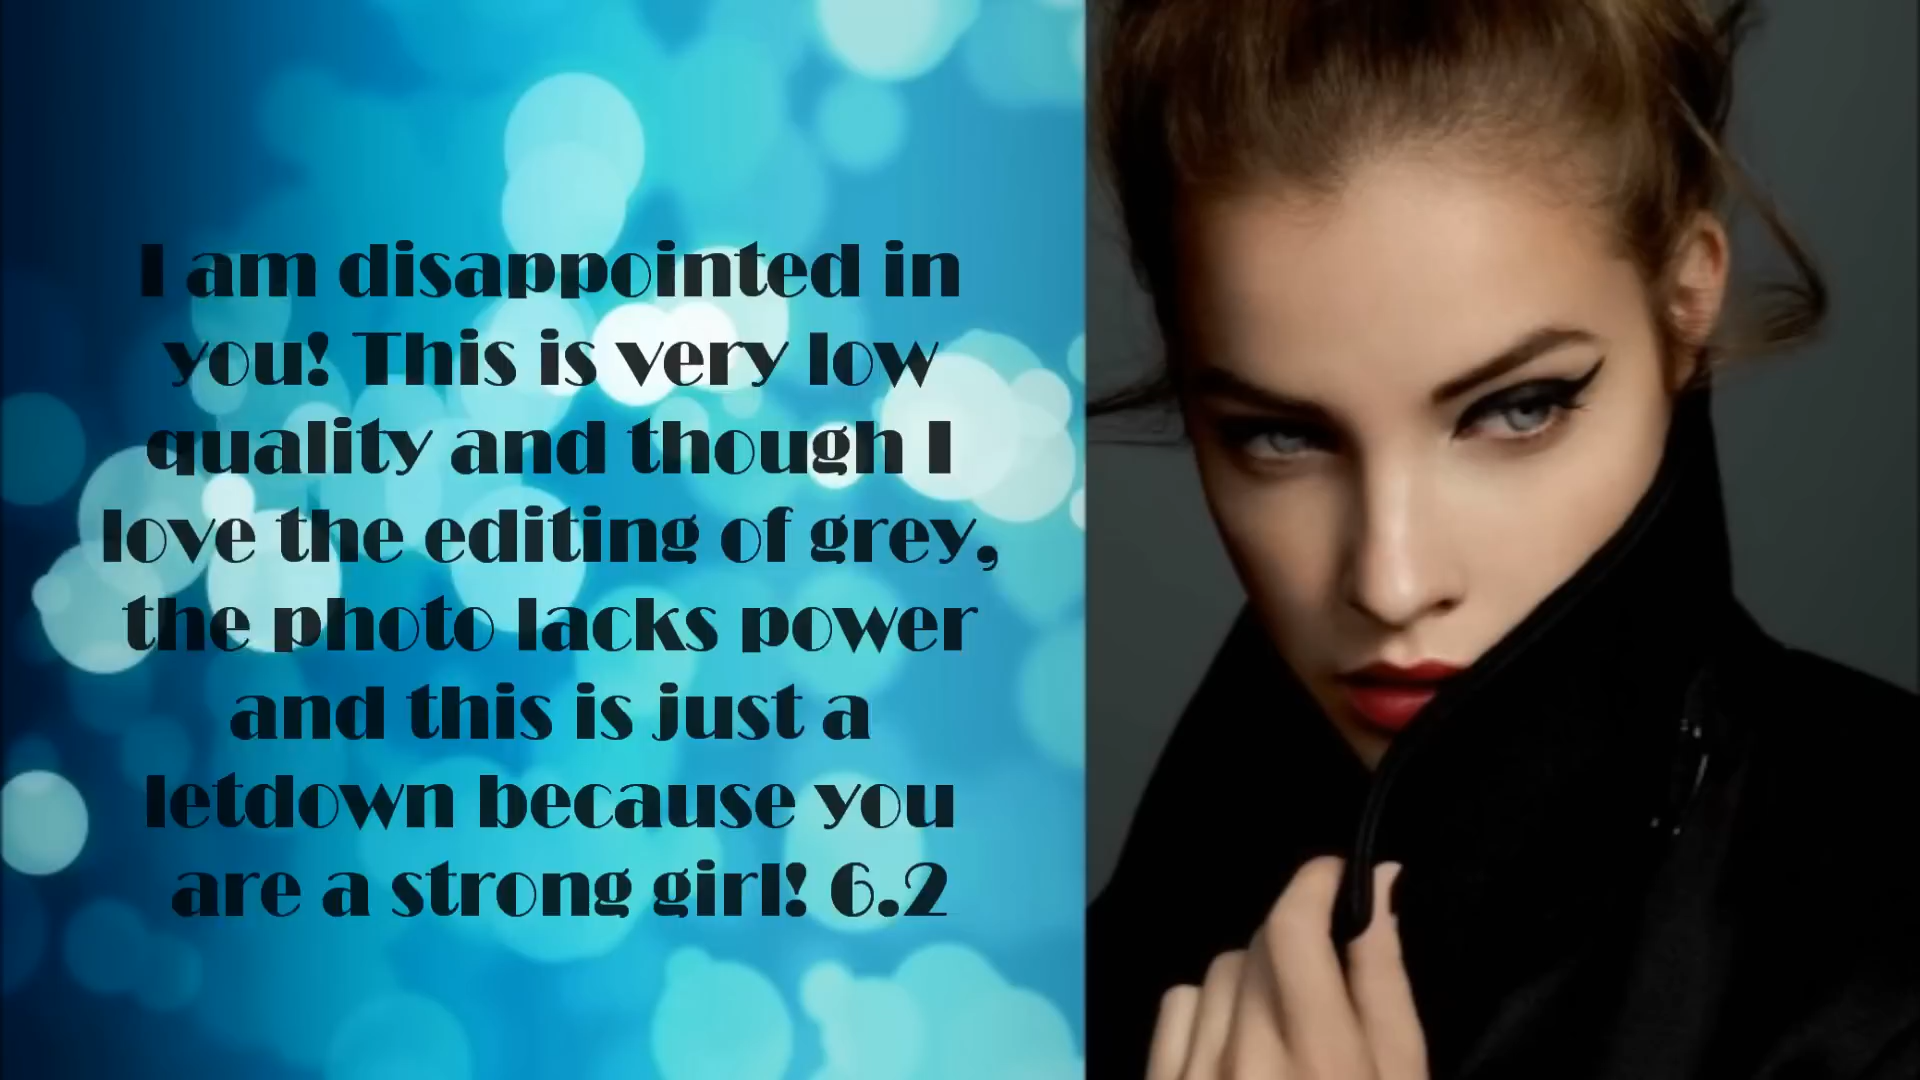 I am disappointed in
you! This is very low
quality and though I
love the editing of grey,
the photo lacks power
and this is just a
letdown because you
are a strong girl! 6.2